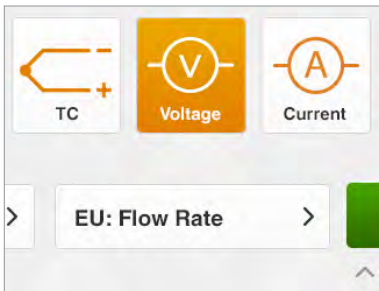 − V A
+
TC Voltage Current
> EU: Flow Rate >